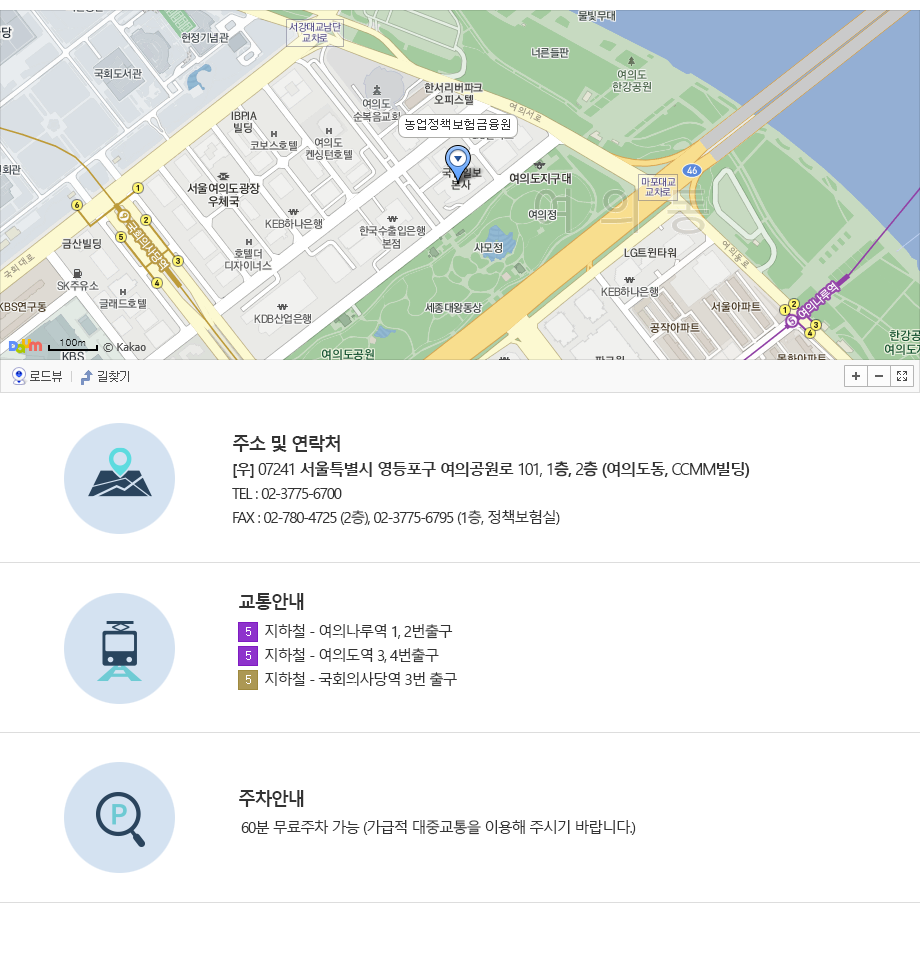 물빛무대
서강대교남단
교차로
헌정기념관
너른들판
국회도서관
여의도
한강공원
한서리버파크
오피스텔
여의도
순복음교회
IBPIA
빌딩
농업정책보험금융원
여의서로
코보스호텔
여의도
켄싱턴호텔
46
여의도지구대
마포대교
교차로
서울여의도광장
우체국
1
6
2
9 국회의사당역
5
3
4
KEB하나은행
한국수출입은행
본점
여의정
여의동
사모정
금산빌딩
호텔더
디자이너스
LG트윈타워
여의동로
국회대로
SK주유소
KEB하나은행
글래드호텔
KBS연구동
세종대왕동상
서울아파트
KDB산업은행
공작아파트
1
2
5 여의나루역
3
4
여의도공원
100m
© Kakao
KBS
로드뷰
길찾기
주소 및 연락처
[우] 07241 서울특별시 영등포구 여의공원로 101, 1층, 2층 (여의도동, CCMM빌딩)
TEL : 02-3775-6700
FAX : 02-780-4725 (2층), 02-3775-6795 (1층, 정책보험실)
교통안내
5 지하철 - 여의나루역 1, 2번출구
5 지하철 - 여의도역 3, 4번출구
5 지하철 - 국회의사당역 3번 출구
P
주차안내
60분 무료주차 가능 (가급적 대중교통을 이용해 주시기 바랍니다.)